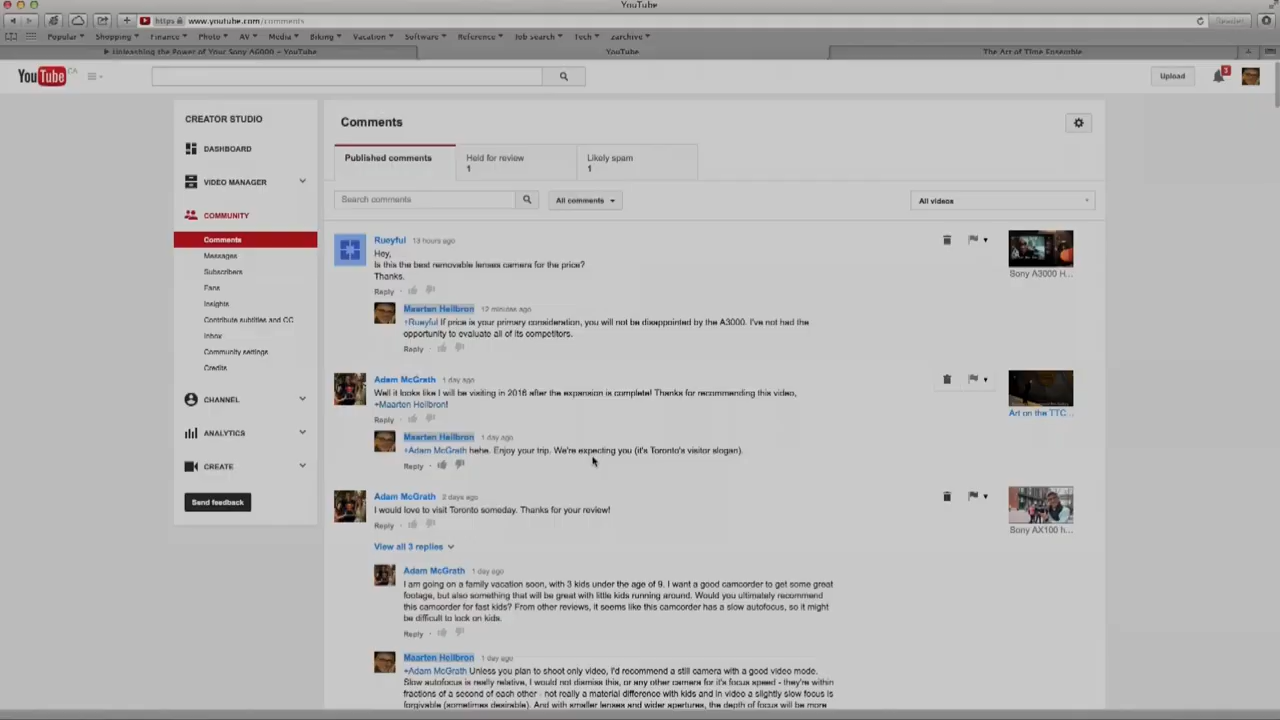 YouTube
https www.youtube.com/comments
Reader
Popular Shopping Finance Photo AV Media Biking Vacation Software Reference Job search Tech zarchive
Unleashing the Power of Your Sony A6000 - YouTube YouTube The Art of Time Ensemble
YouTube CA
Upload
3
CREATOR STUDIO
DASHBOARD
VIDEO MANAGER
COMMUNITY
Comments
Messages
Subscribers
Fans
Insights
Contribute subtitles and CC
Inbox
Community settings
Credits
CHANNEL
ANALYTICS
CREATE
Send feedback
Comments
Published comments
Held for review
1
Likely spam
1
Search comments
All comments
All videos
Rueyful 13 hours ago
Hey,
Is this the best removable lenses camera for the price?
Thanks.
Reply
Sony A3000 H...
Maarten Heilbron 12 minutes ago
+Rueyful If price is your primary consideration, you will not be disappointed by the A3000. I've not had the
opportunity to evaluate all of its competitors.
Reply
Adam McGrath 1 day ago
Well it looks like I will be visiting in 2016 after the expansion is complete! Thanks for recommending this video,
+Maarten Heilbron!
Reply
Art on the TTC ...
Maarten Heilbron 1 day ago
+Adam McGrath hehe. Enjoy your trip. We're expecting you (it's Toronto's visitor slogan).
Reply
Adam McGrath 2 days ago
I would love to visit Toronto someday. Thanks for your review!
Reply
Sony AX100 h...
View all 3 replies
Adam McGrath 1 day ago
I am going on a family vacation soon, with 3 kids under the age of 9. I want a good camcorder to get some great
footage, but also something that will be great with little kids running around. Would you ultimately recommend
this camcorder for fast kids? From other reviews, it seems like this camcorder has a slow autofocus, so it might
be difficult to lock on kids.
Reply
Maarten Heilbron 1 day ago
+Adam McGrath Unless you plan to shoot only video, I'd recommend a still camera with a good video mode.
Slow autofocus is really relative, I would not dismiss this, or any other camera for it's focus speed - they're within
fractions of a second of each other - not really a material difference with kids and in video a slightly slow focus is
forgivable (sometimes desirable). And with smaller lenses and wider apertures, the depth of focus will be more